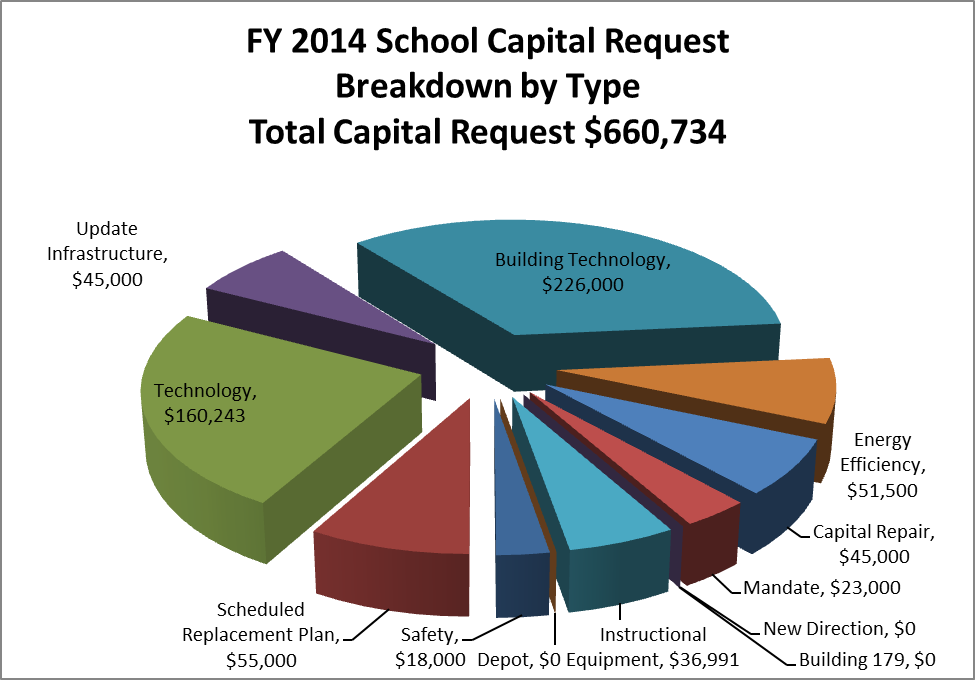 FY 2014 School Capital Request
Breakdown by Type
Total Capital Request $660,734
Update
Infrastructure,
$45,000
Building Technology,
$226,000
Technology,
$160,243
Energy
Efficiency,
$51,500
Capital Repair,
$45,000
Mandate, $23,000
New Direction, $0
Building 179, $0
Instructional
Equipment, $36,991
Depot, $0
Safety,
$18,000
Scheduled
Replacement Plan,
$55,000